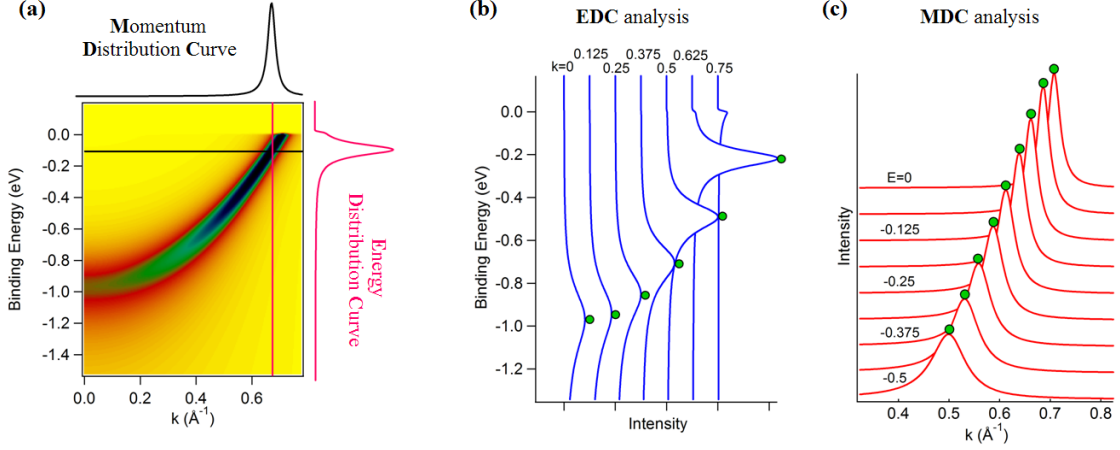 (a)
Momentum
Distribution Curve
0.0
-0.2
-0.4
-0.6
-0.8
-1.0
-1.2
-1.4
Binding Energy (eV)
0.0 0.2 0.4 0.6
k (Å⁻¹)
Energy
Distribution Curve
(b)
EDC analysis
0.125 0.375 0.625
k=0 0.25 0.5 0.75
0.0
-0.2
-0.4
-0.6
-0.8
-1.0
-1.2
Binding Energy (eV)
Intensity
(c)
MDC analysis
E=0
-0.125
-0.25
-0.375
-0.5
Intensity
0.4 0.5 0.6 0.7 0.8
k (Å⁻¹)